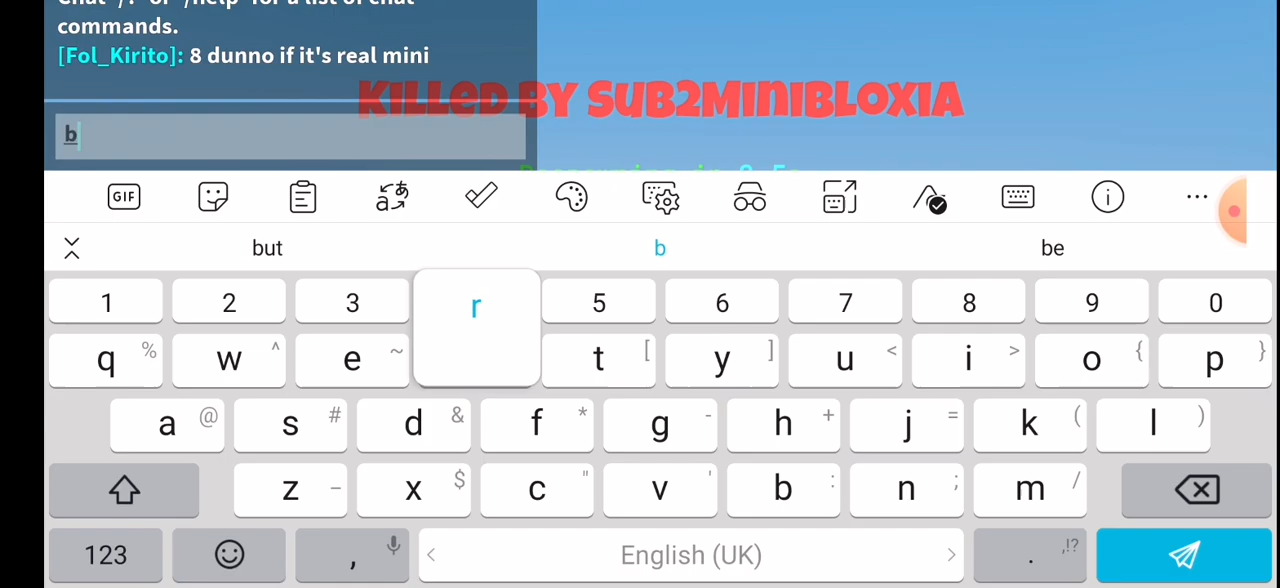 commands.
[Fol_Kirito]: 8 dunno if it's real mini
KILLED BY SUB2MINIBLOXIA
b
GIF
but b be
1 2 3 r 5 6 7 8 9 0
q % w ^ e ~ t [ y ] u < i > o { p }
a @ s # d & f * g - h + j = k ( l )
z _ x $ c " v ' b : n ; m /
123 , < English (UK) > . ,!?